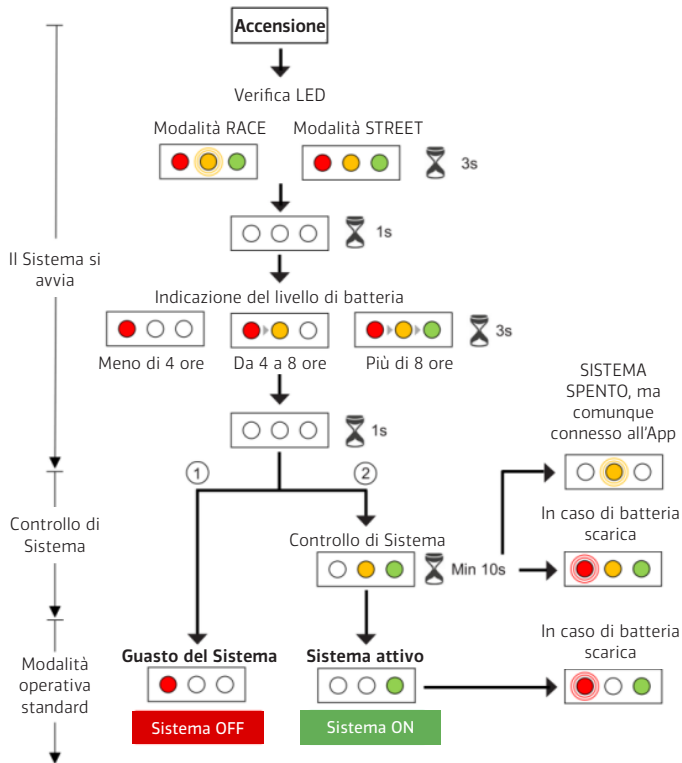 Accensione
Verifica LED
Modalità RACE
Modalità STREET
3s
1s
Il Sistema si
avvia
Indicazione del livello di batteria
3s
Meno di 4 ore
Da 4 a 8 ore
Più di 8 ore
SISTEMA
SPENTO, ma
comunque
connesso all'App
1s
1
2
Controllo di
Sistema
Controllo di Sistema
Min 10s
In caso di batteria
scarica
Modalità
operativa
standard
Guasto del Sistema
Sistema OFF
Sistema attivo
Sistema ON
In caso di batteria
scarica